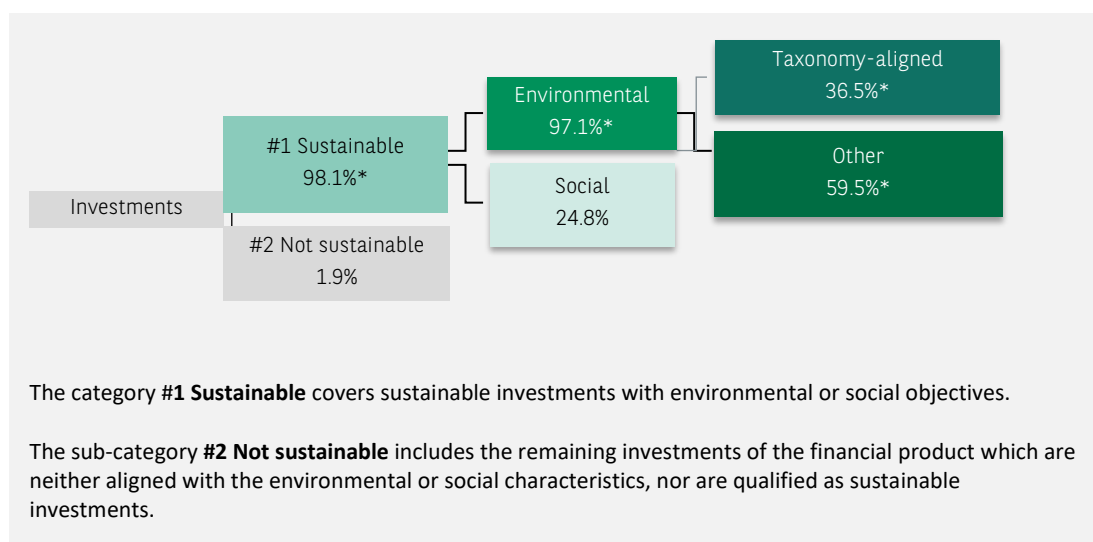 Investments
#1 Sustainable
98.1%*
#2 Not sustainable
1.9%
Environmental
97.1%*
Social
24.8%
Taxonomy-aligned
36.5%*
Other
59.5%*
The category #1 Sustainable covers sustainable investments with environmental or social objectives.
The sub-category #2 Not sustainable includes the remaining investments of the financial product which are
neither aligned with the environmental or social characteristics, nor are qualified as sustainable
investments.